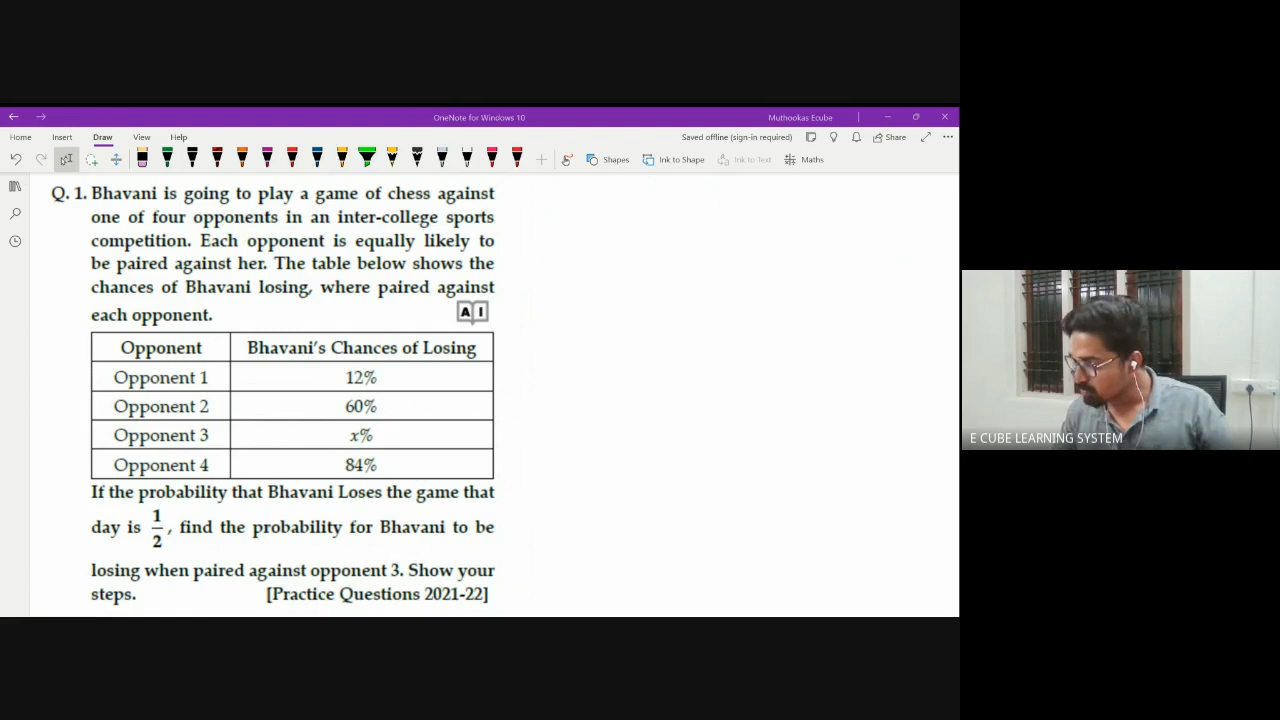 OneNote for Windows 10
Muthookas Ecube
Home Insert Draw View Help
Saved offline (sign-in required)
Share
Shapes
Ink to Shape
Ink to Text
Maths
Q. 1. Bhavani is going to play a game of chess against
one of four opponents in an inter-college sports
competition. Each opponent is equally likely to
be paired against her. The table below shows the
chances of Bhavani losing, where paired against
each opponent.
A I
Opponent Bhavani's Chances of Losing
Opponent 1 12%
Opponent 2 60%
Opponent 3 x%
Opponent 4 84%
If the probability that Bhavani Loses the game that
day is 1/2, find the probability for Bhavani to be
losing when paired against opponent 3. Show your
steps. [Practice Questions 2021-22]
E CUBE LEARNING SYSTEM